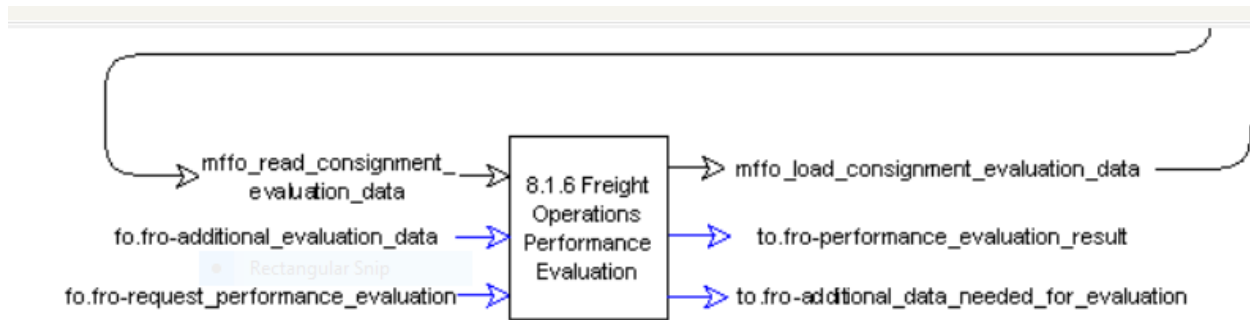 mffo_read_consignment_
evaluation_data
fo.fro-additional_evaluation_data
Rectangular Snip
fo.fro-request_performance_evaluation
8.1.6 Freight
Operations
Performance
Evaluation
mffo_load_consignment_evaluation_data
to.fro-performance_evaluation_result
to.fro-additional_data_needed_for_evaluation